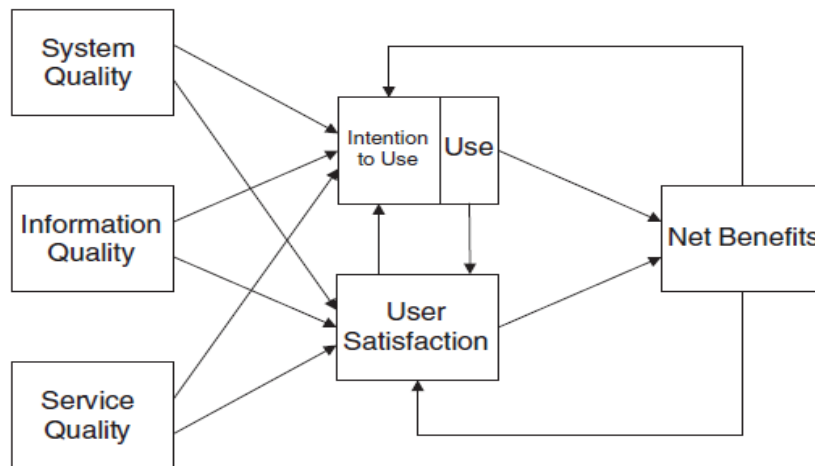 System
Quality
Intention
to Use
Use
Information
Quality
Net Benefits
User
Satisfaction
Service
Quality